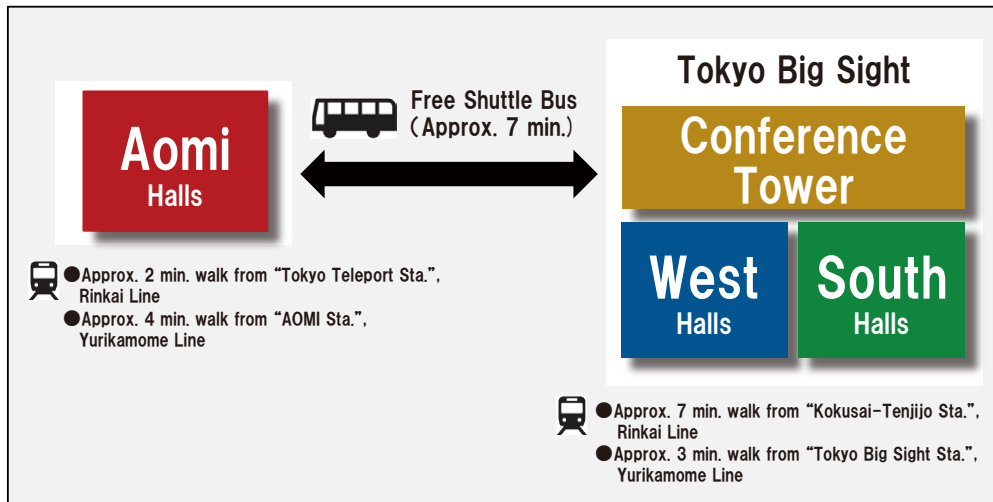 Tokyo Big Sight
Free Shuttle Bus
(Approx. 7 min.)
Aomi
Halls
Conference
Tower
West
Halls
South
Halls
●Approx. 2 min. walk from “Tokyo Teleport Sta.”,
Rinkai Line
●Approx. 4 min. walk from “AOMI Sta.”,
Yurikamome Line
●Approx. 7 min. walk from “Kokusai-Tenjijo Sta.”,
Rinkai Line
●Approx. 3 min. walk from “Tokyo Big Sight Sta.”,
Yurikamome Line